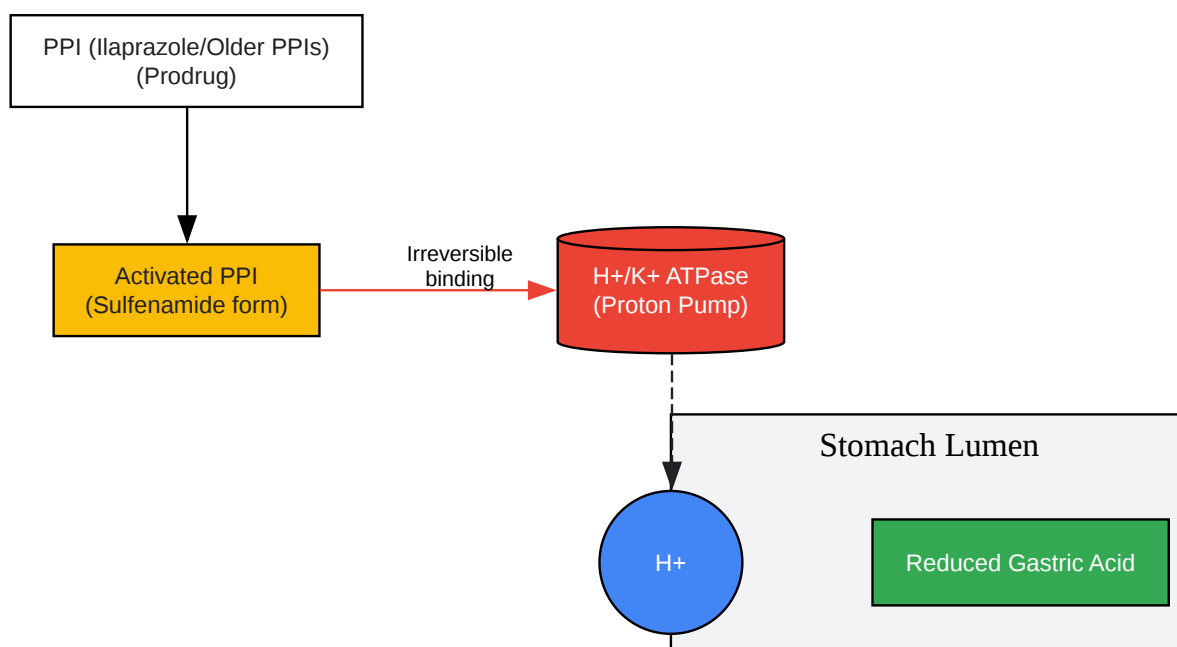 PPI (Ilaprazole/Older PPIs)
(Prodrug)
Activated PPI
(Sulfenamide form)
Irreversible
binding
H+/K+ ATPase
(Proton Pump)
Stomach Lumen
H+
Reduced Gastric Acid